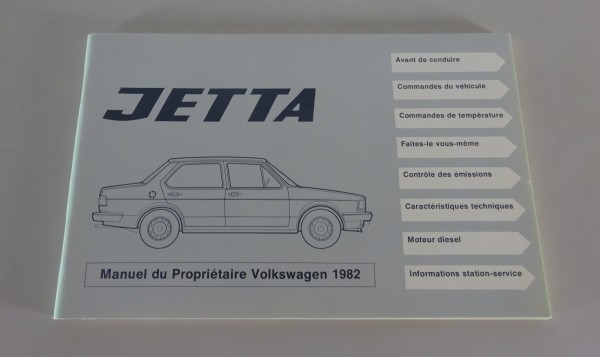 JETTA
Manuel du Propriétaire Volkswagen 1982
Avant de conduire
Commandes du véhicule
Commandes de température
Faites-le vous-même
Contrôle des émissions
Caractéristiques techniques
Moteur diesel
Informations station-service